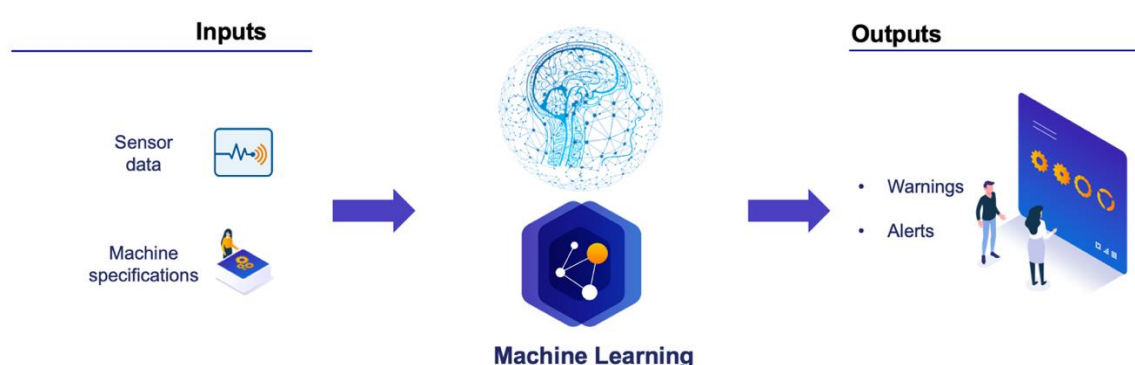 Inputs
Outputs
Sensor
data
Machine
specifications
• Warnings
• Alerts
Machine Learning